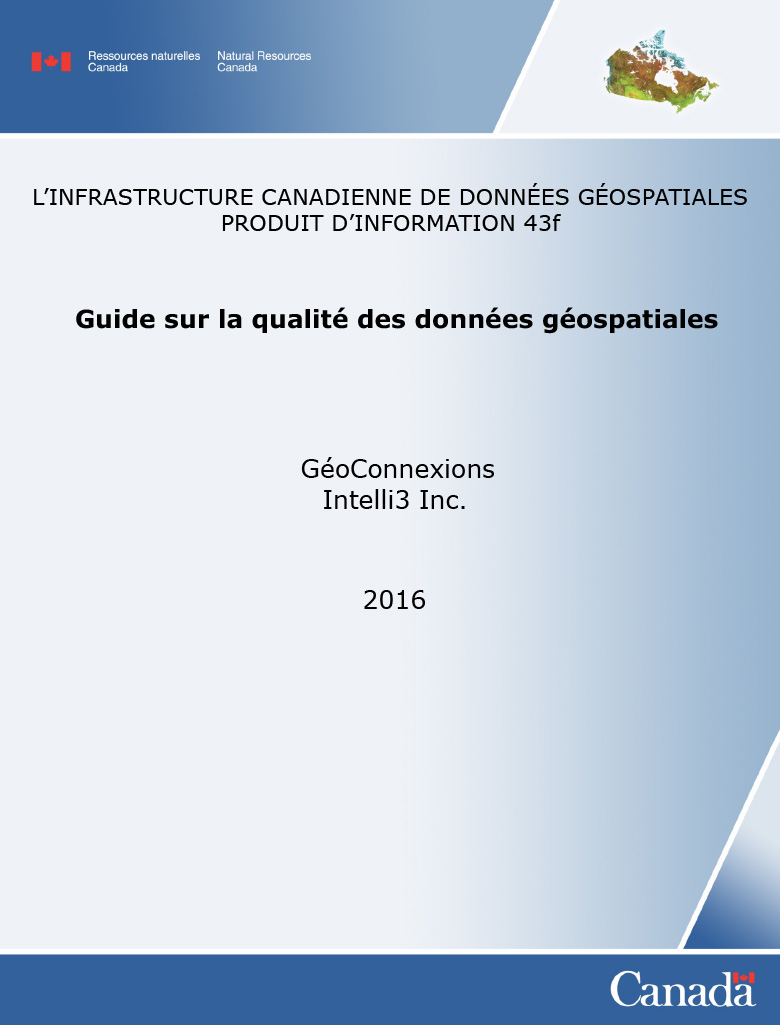 Ressources naturelles Canada
Natural Resources Canada
L'INFRASTRUCTURE CANADIENNE DE DONNÉES GÉOSPATIALES
PRODUIT D'INFORMATION 43f
Guide sur la qualité des données géospatiales
GéoConnexions
Intelli3 Inc.
2016
Canada